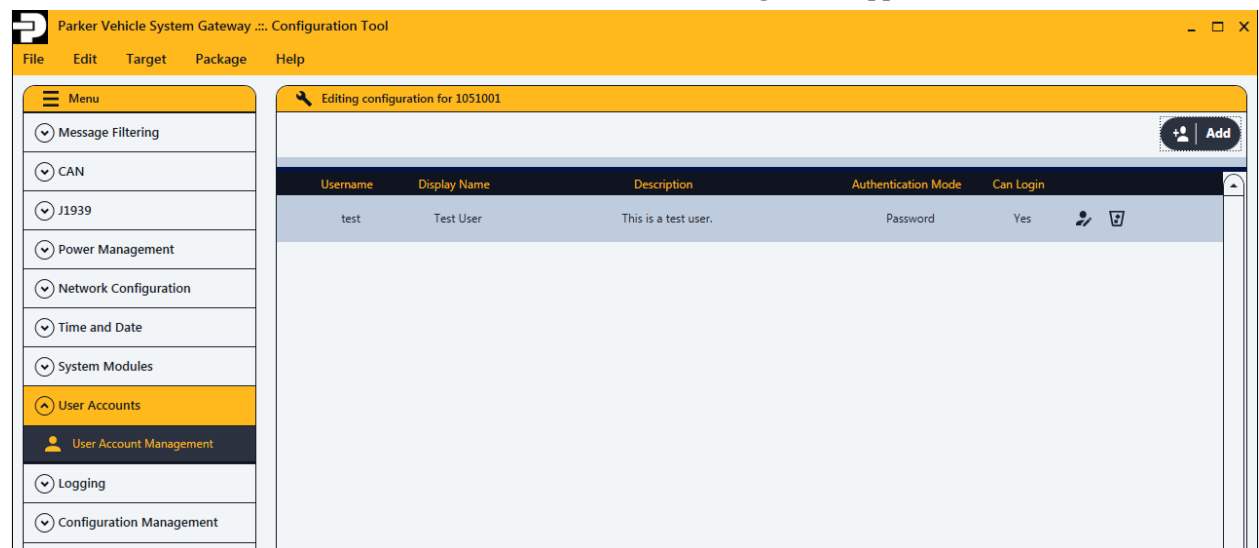 Parker Vehicle System Gateway .::. Configuration Tool
File Edit Target Package Help
Menu
Editing configuration for 1051001
Message Filtering
Add
CAN
Username Display Name Description Authentication Mode Can Login
J1939
test Test User This is a test user. Password Yes
Power Management
Network Configuration
Time and Date
System Modules
User Accounts
User Account Management
Logging
Configuration Management